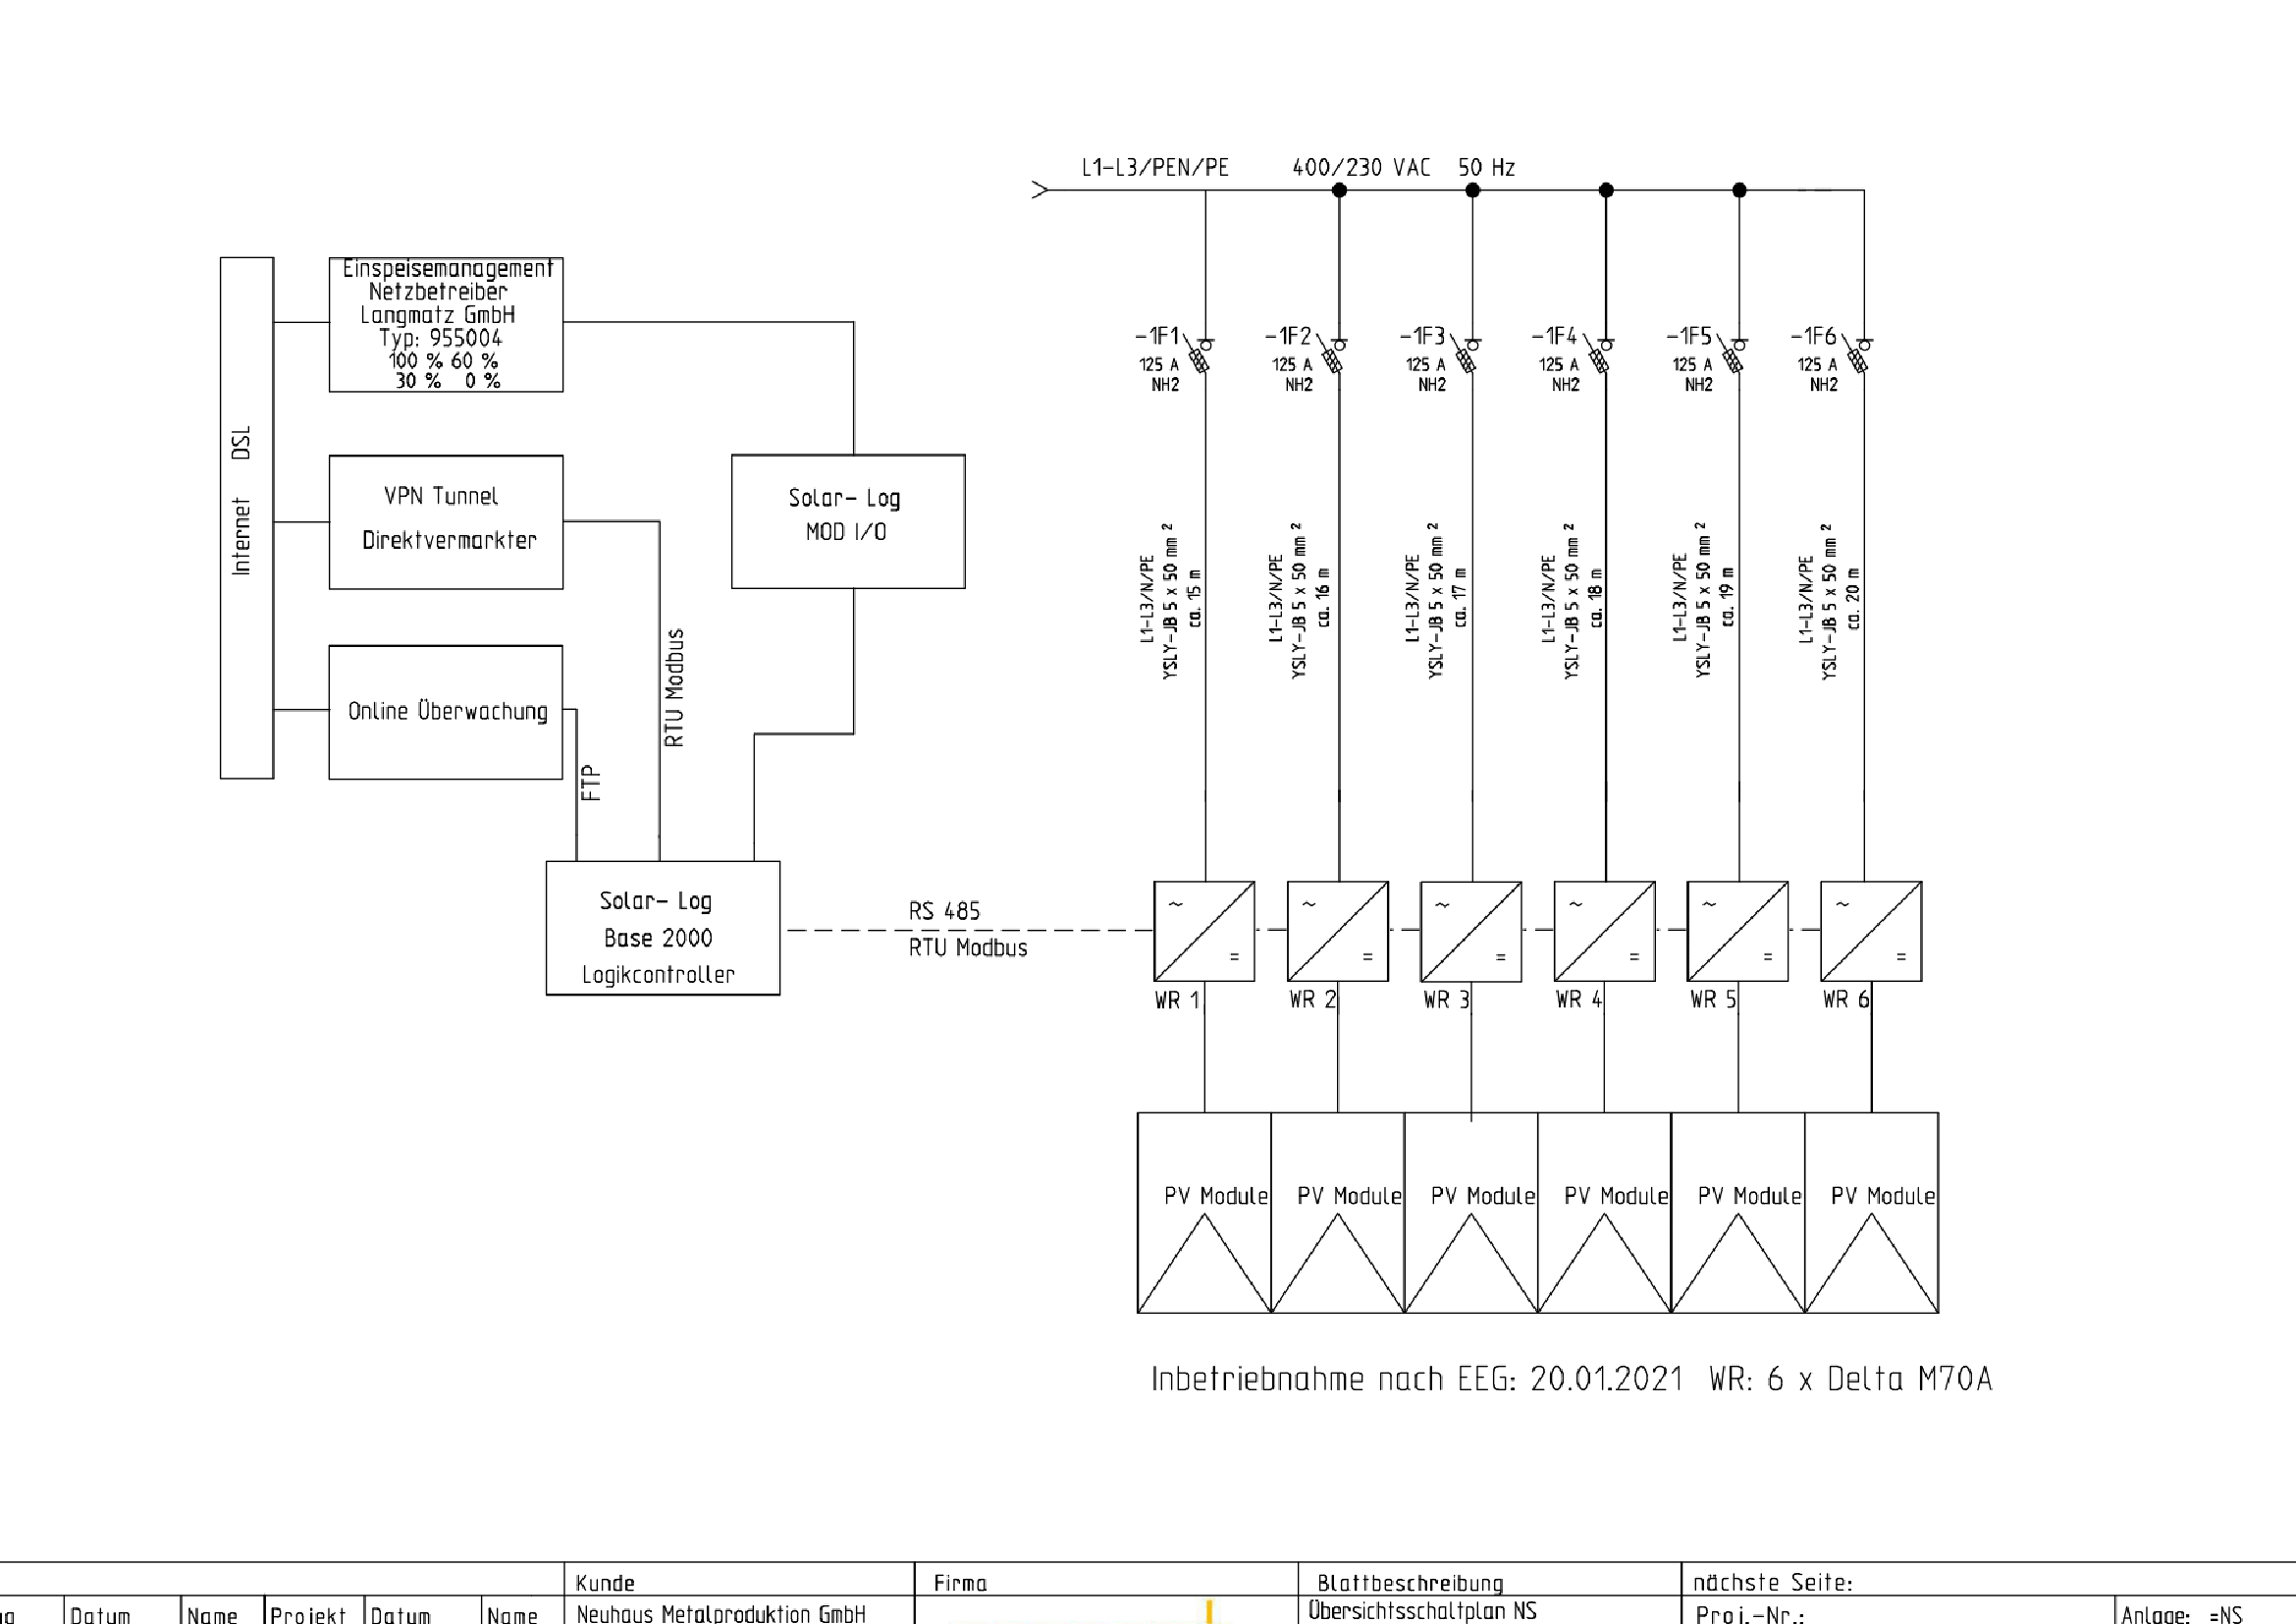 L1-L3/PEN/PE 400/230 VAC 50 Hz
Einspeisemanagement
Netzbetreiber
Langmatz GmbH
Typ: 955004
100 % 60 %
30 % 0 %
Internet DSL
VPN Tunnel
Direktvermarkter
Online Überwachung
Solar- Log
MOD I/O
RTU Modbus
FTP
Solar- Log
Base 2000
Logikcontroller
RS 485
RTU Modbus
-1F1
125 A
NH2
-1F2
125 A
NH2
-1F3
125 A
NH2
-1F4
125 A
NH2
-1F5
125 A
NH2
-1F6
125 A
NH2
L1-L3/N/PE
YSLY-JB 5 x 50 mm 2
ca. 15 m
L1-L3/N/PE
YSLY-JB 5 x 50 mm 2
ca. 16 m
L1-L3/N/PE
YSLY-JB 5 x 50 mm 2
ca. 17 m
L1-L3/N/PE
YSLY-JB 5 x 50 mm 2
ca. 18 m
L1-L3/N/PE
YSLY-JB 5 x 50 mm 2
ca. 19 m
L1-L3/N/PE
YSLY-JB 5 x 50 mm 2
ca. 20 m
~ =
~ =
~ =
~ =
~ =
~ =
WR 1
WR 2
WR 3
WR 4
WR 5
WR 6
PV Module
PV Module
PV Module
PV Module
PV Module
PV Module
Inbetriebnahme nach EEG: 20.01.2021 WR: 6 x Delta M70A
Kunde
Firma
Blattbeschreibung
nächste Seite:
Datum
Name
Projekt
Datum
Name
Neuhaus Metalproduktion GmbH
Übersichtsschaltplan NS
Proj.-Nr.:
Anlage: =NS